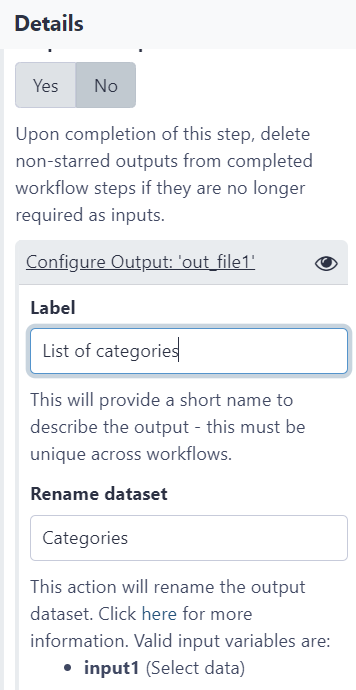 Details
Yes No
Upon completion of this step, delete
non-starred outputs from completed
workflow steps if they are no longer
required as inputs.
Configure Output: 'out_file1'
Label
List of categories
This will provide a short name to
describe the output - this must be
unique across workflows.
Rename dataset
Categories
This action will rename the output
dataset. Click here for more
information. Valid input variables are:
• input1 (Select data)